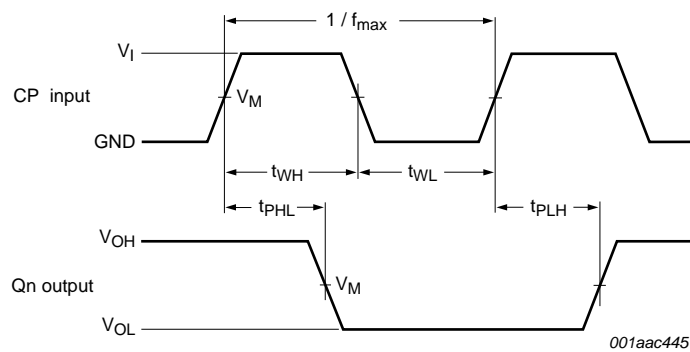 1 / fmax
VI
CP input
VM
GND
tWH
tWL
tPHL
tPLH
VOH
Qn output
VM
VOL
001aac445